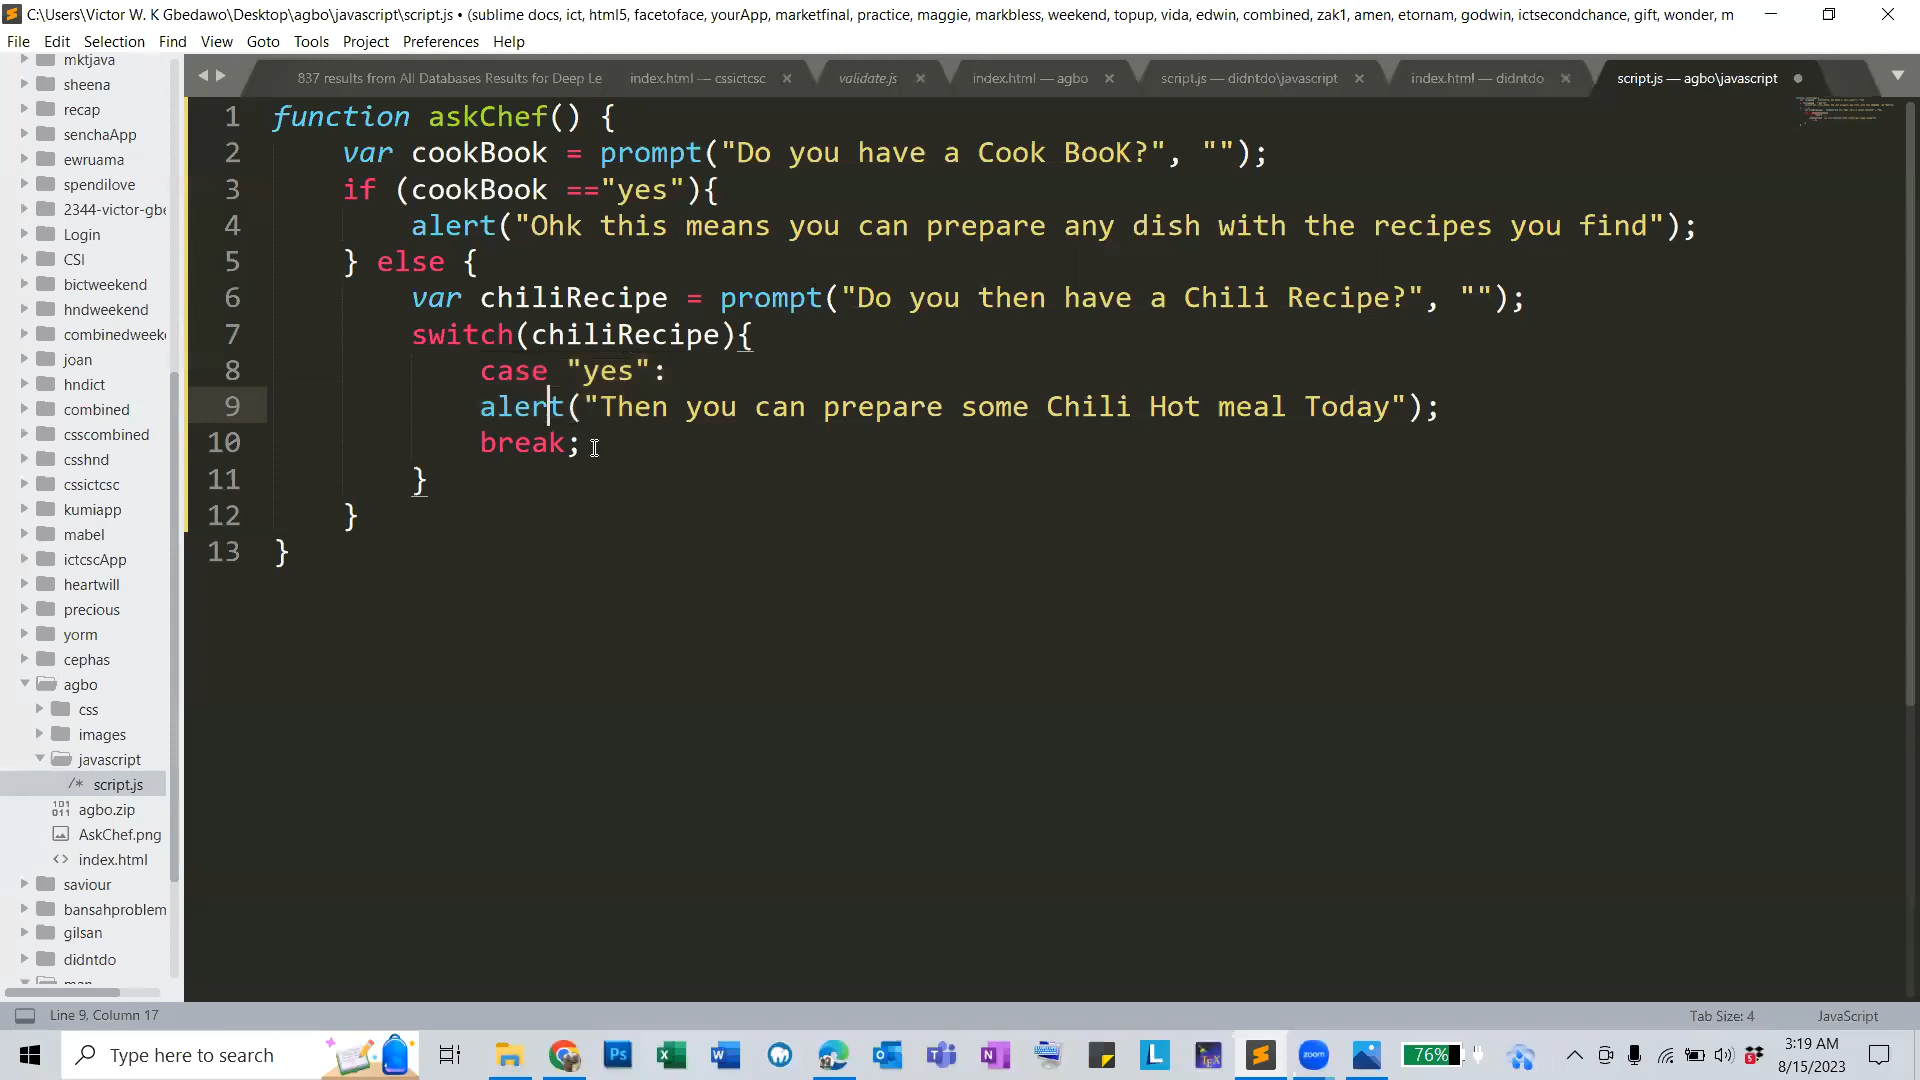 C:\Users\Victor W. K Gbedawo\Desktop\agbo\javascript\script.js • (sublime docs, ict, html5, facetoface, yourApp, marketfinal, practice, maggie, markbless, weekend, topup, vida, edwin, combined, zak1, amen, etornam, godwin, ictsecondchance, gift, wonder, m
File Edit Selection Find View Goto Tools Project Preferences Help
837 results from All Databases Results for Deep Le
index.html — cssictcsc
validate.js
index.html — agbo
script.js — didntdo\javascript
index.html — didntdo
script.js — agbo\javascript
mktjava
sheena
recap
senchaApp
ewruama
spendilove
2344-victor-gbe
Login
CSI
bictweekend
hndweekend
combinedweek
joan
hndict
combined
csscombined
csshnd
cssictcsc
kumiapp
mabel
ictcscApp
heartwill
precious
yorm
cephas
agbo
css
images
javascript
/* script.js
agbo.zip
AskChef.png
<> index.html
saviour
bansahproblem
gilsan
didntdo
1 function askChef() {
2 var cookBook = prompt("Do you have a Cook BooK?", "");
3 if (cookBook =="yes"){
4 alert("Ohk this means you can prepare any dish with the recipes you find");
5 } else {
6 var chiliRecipe = prompt("Do you then have a Chili Recipe?", "");
7 switch(chiliRecipe){
8 case "yes":
9 alert("Then you can prepare some Chili Hot meal Today");
10 break;
11 }
12 }
13 }
Line 9, Column 17
Tab Size: 4
JavaScript
Type here to search
76%
3:19 AM
8/15/2023